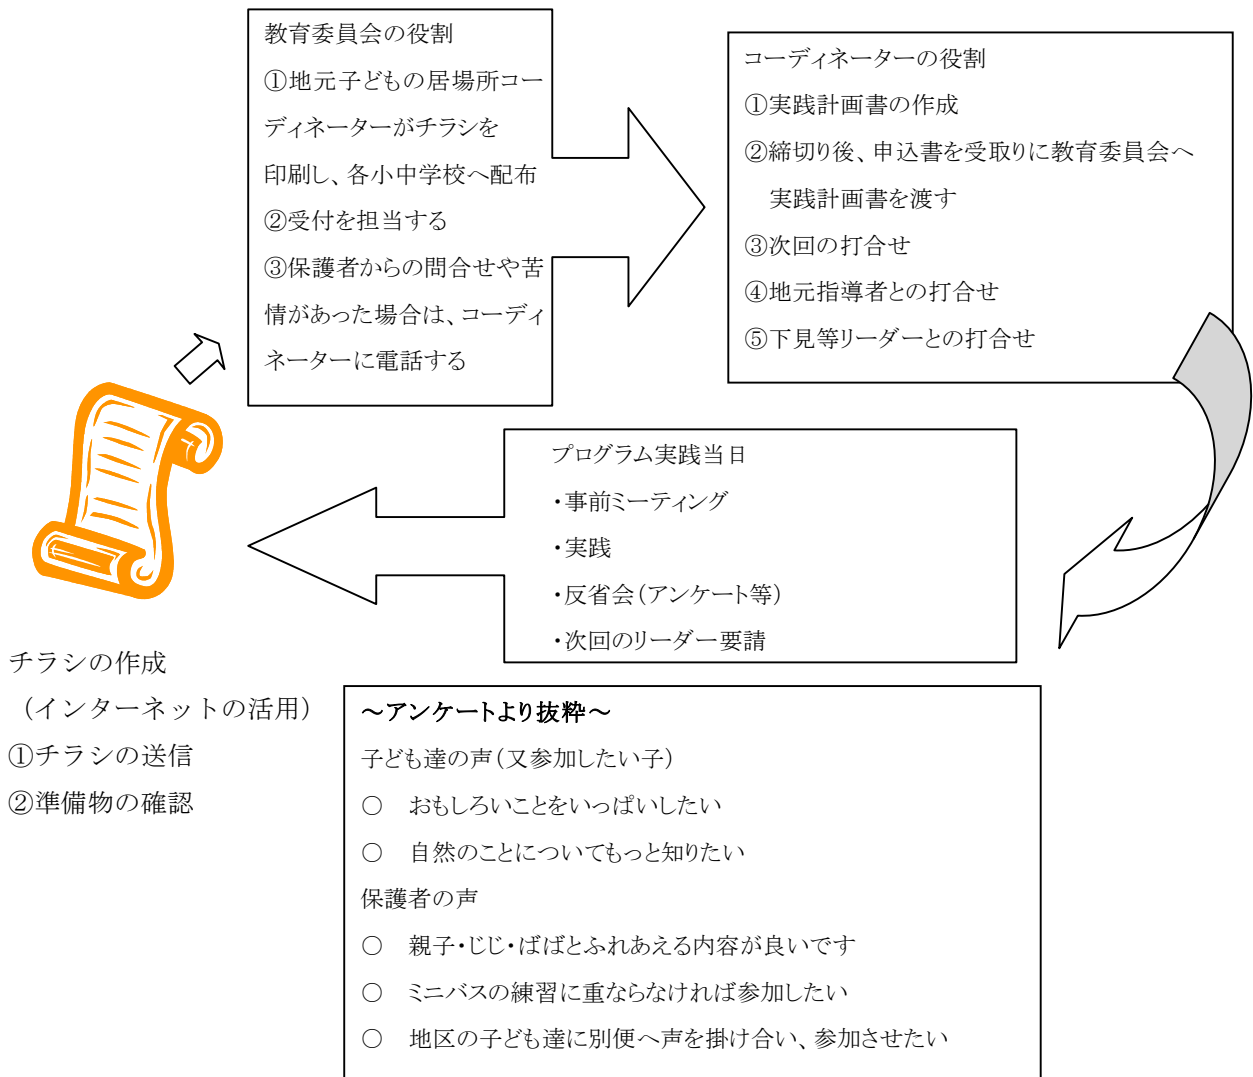 教育委員会の役割
①地元子どもの居場所コー
ディネーターがチラシを
印刷し、各小中学校へ配布
②受付を担当する
③保護者からの問合せや苦
情があった場合は、コーディ
ネーターに電話する
コーディネーターの役割
①実践計画書の作成
②締切り後、申込書を受取りに教育委員会へ
実践計画書を渡す
③次回の打合せ
④地元指導者との打合せ
⑤下見等リーダーとの打合せ
プログラム実践当日
・事前ミーティング
・実践
・反省会(アンケート等)
・次回のリーダー要請
チラシの作成
（インターネットの活用）
①チラシの送信
②準備物の確認
～アンケートより抜粋～
子ども達の声(又参加したい子)
○　おもしろいことをいっぱいしたい
○　自然のことについてもっと知りたい
保護者の声
○　親子・じじ・ばばとふれあえる内容が良いです
○　ミニバスの練習に重ならなければ参加したい
○　地区の子ども達に別便へ声を掛け合い、参加させたい